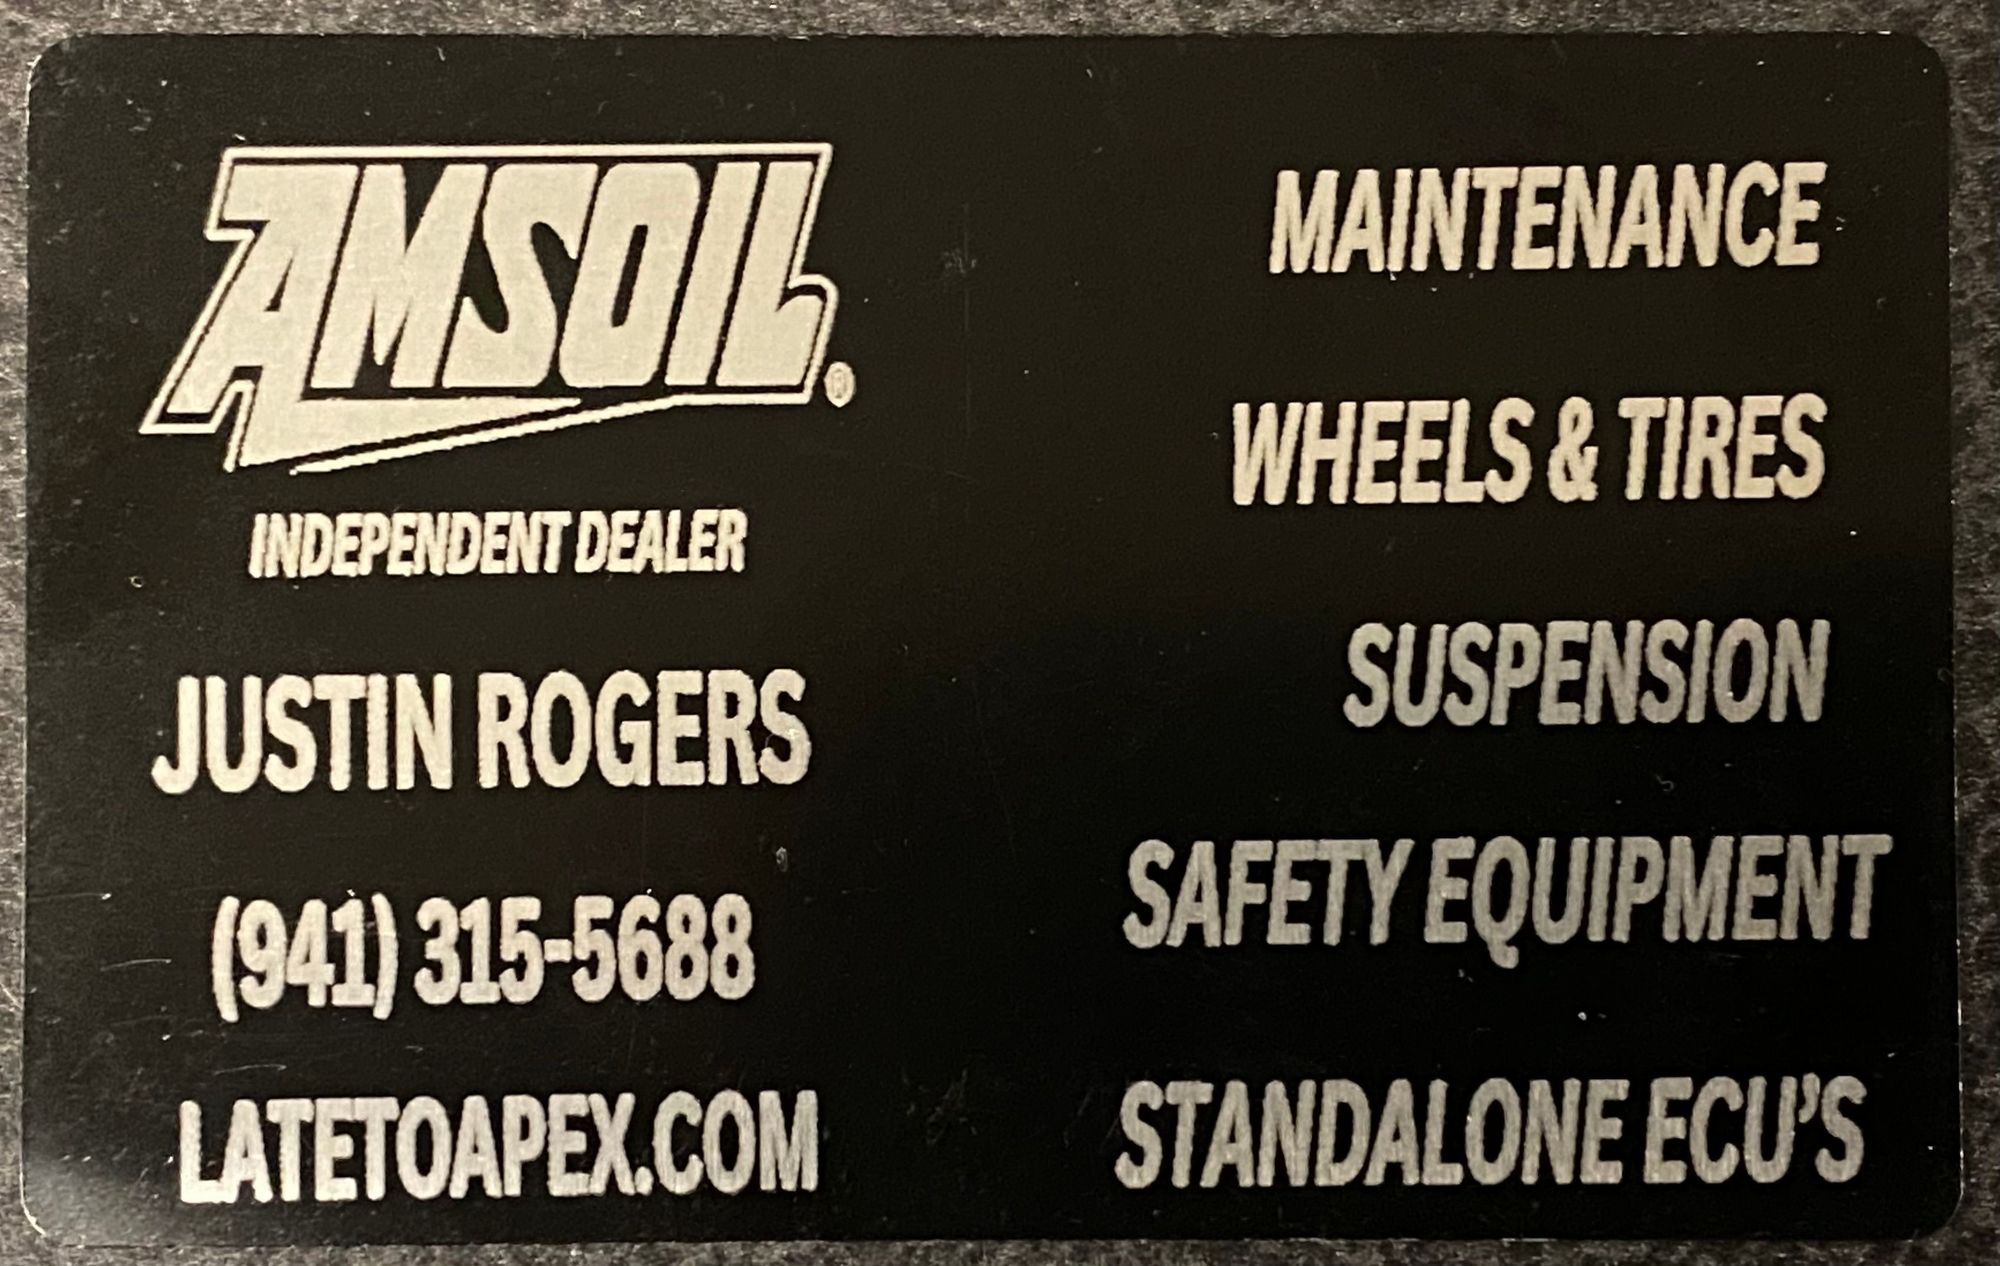 AMSOIL®
INDEPENDENT DEALER
JUSTIN ROGERS
(941) 315-5688
LATETOAPEX.COM
MAINTENANCE
WHEELS & TIRES
SUSPENSION
SAFETY EQUIPMENT
STANDALONE ECU'S